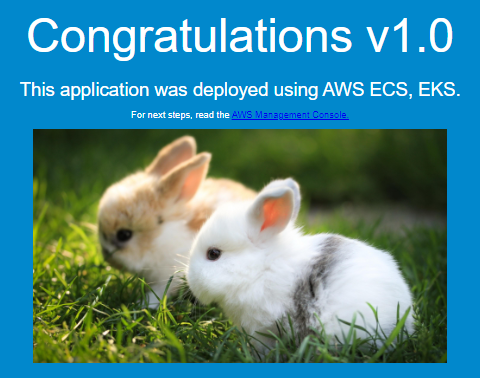 Congratulations v1.0
This application was deployed using AWS ECS, EKS.
For next steps, read the AWS Management Console.